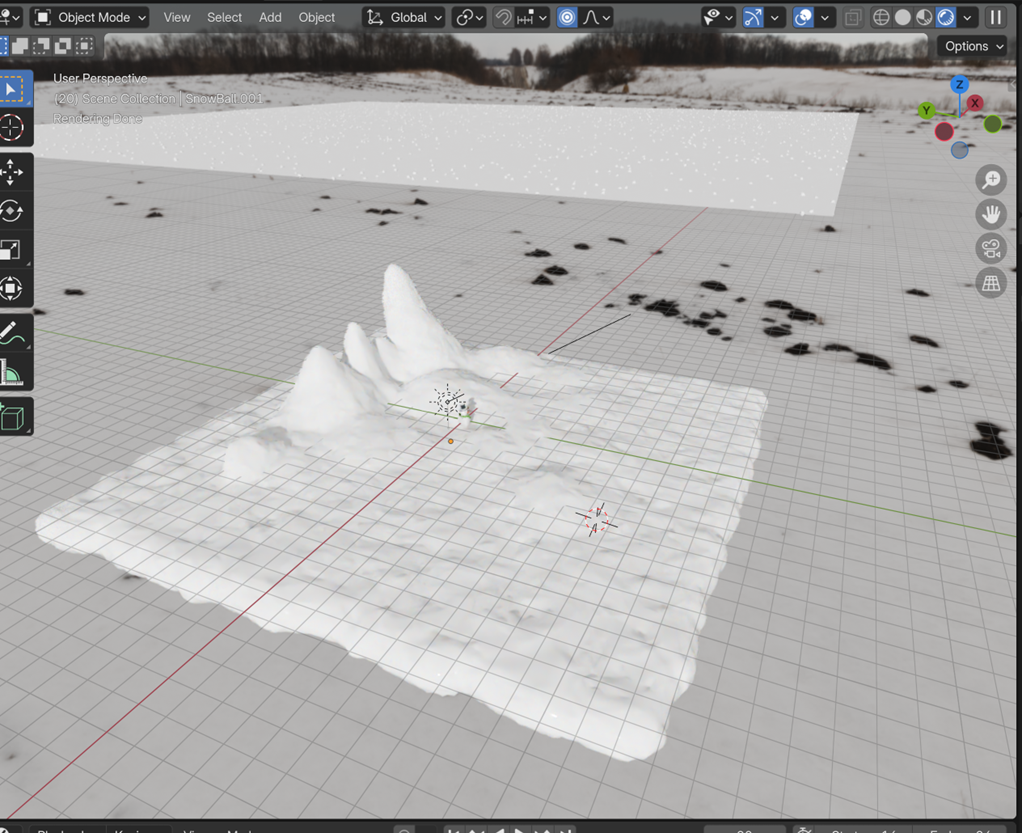 Object Mode View Select Add Object Global
Options
User Perspective
(20) Scene Collection | SnowBall.001
Rendering Done
Z
X
Y